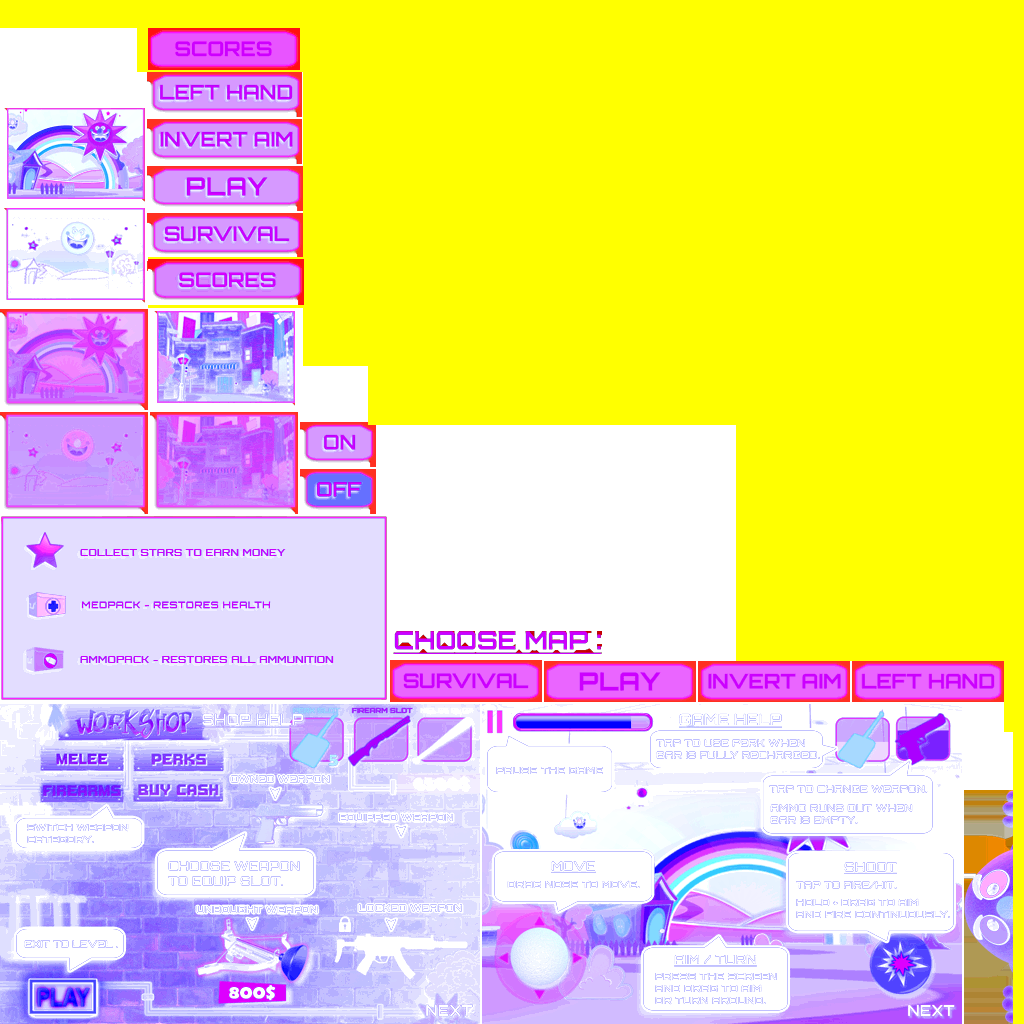 SCORES
LEFT HAND
INVERT AIM
PLAY
SURVIVAL
SCORES
ON
OFF
COLLECT STARS TO EARN MONEY
MEDPACK - RESTORES HEALTH
AMMOPACK - RESTORES ALL AMMUNITION
CHOOSE MAP:
SURVIVAL
PLAY
INVERT AIM
LEFT HAND
WORKSHOP
SHOP HELP
FIREARM SLOT
MELEE
PERKS
FIREARMS
BUY CASH
OWNED WEAPON
EQUIPPED WEAPON
SWITCH WEAPON
CATEGORY.
CHOOSE WEAPON
TO EQUIP SLOT.
UNBOUGHT WEAPON
LOCKED WEAPON
EXIT TO LEVEL.
PLAY
800$
NEXT
GAME HELP
TAP TO USE PERK WHEN
BAR IS FULLY RECHARGED.
PAUSE THE GAME
TAP TO CHANGE WEAPON.
AMMO RUNS OUT WHEN
BAR IS EMPTY.
MOVE
DRAG NOSE TO MOVE.
SHOOT
TAP TO FIRE/HIT.
HOLD + DRAG TO AIM
AND FIRE CONTINUOUSLY.
AIM / TURN
PRESS THE SCREEN
AND DRAG TO AIM
OR TURN AROUND.
NEXT